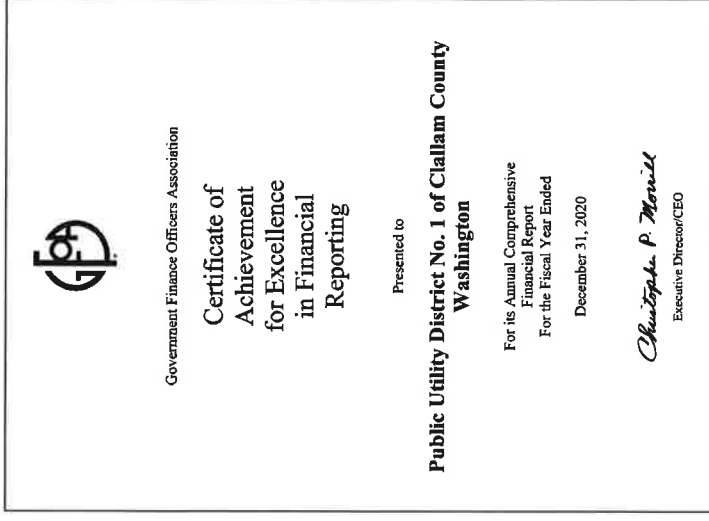 Government Finance Officers Association
Certificate of
Achievement
for Excellence
in Financial
Reporting
Presented to
Public Utility District No. 1 of Clallam County
Washington
For its Annual Comprehensive
Financial Report
For the Fiscal Year Ended
December 31, 2020
Christopher P. Morrill
Executive Director/CEO